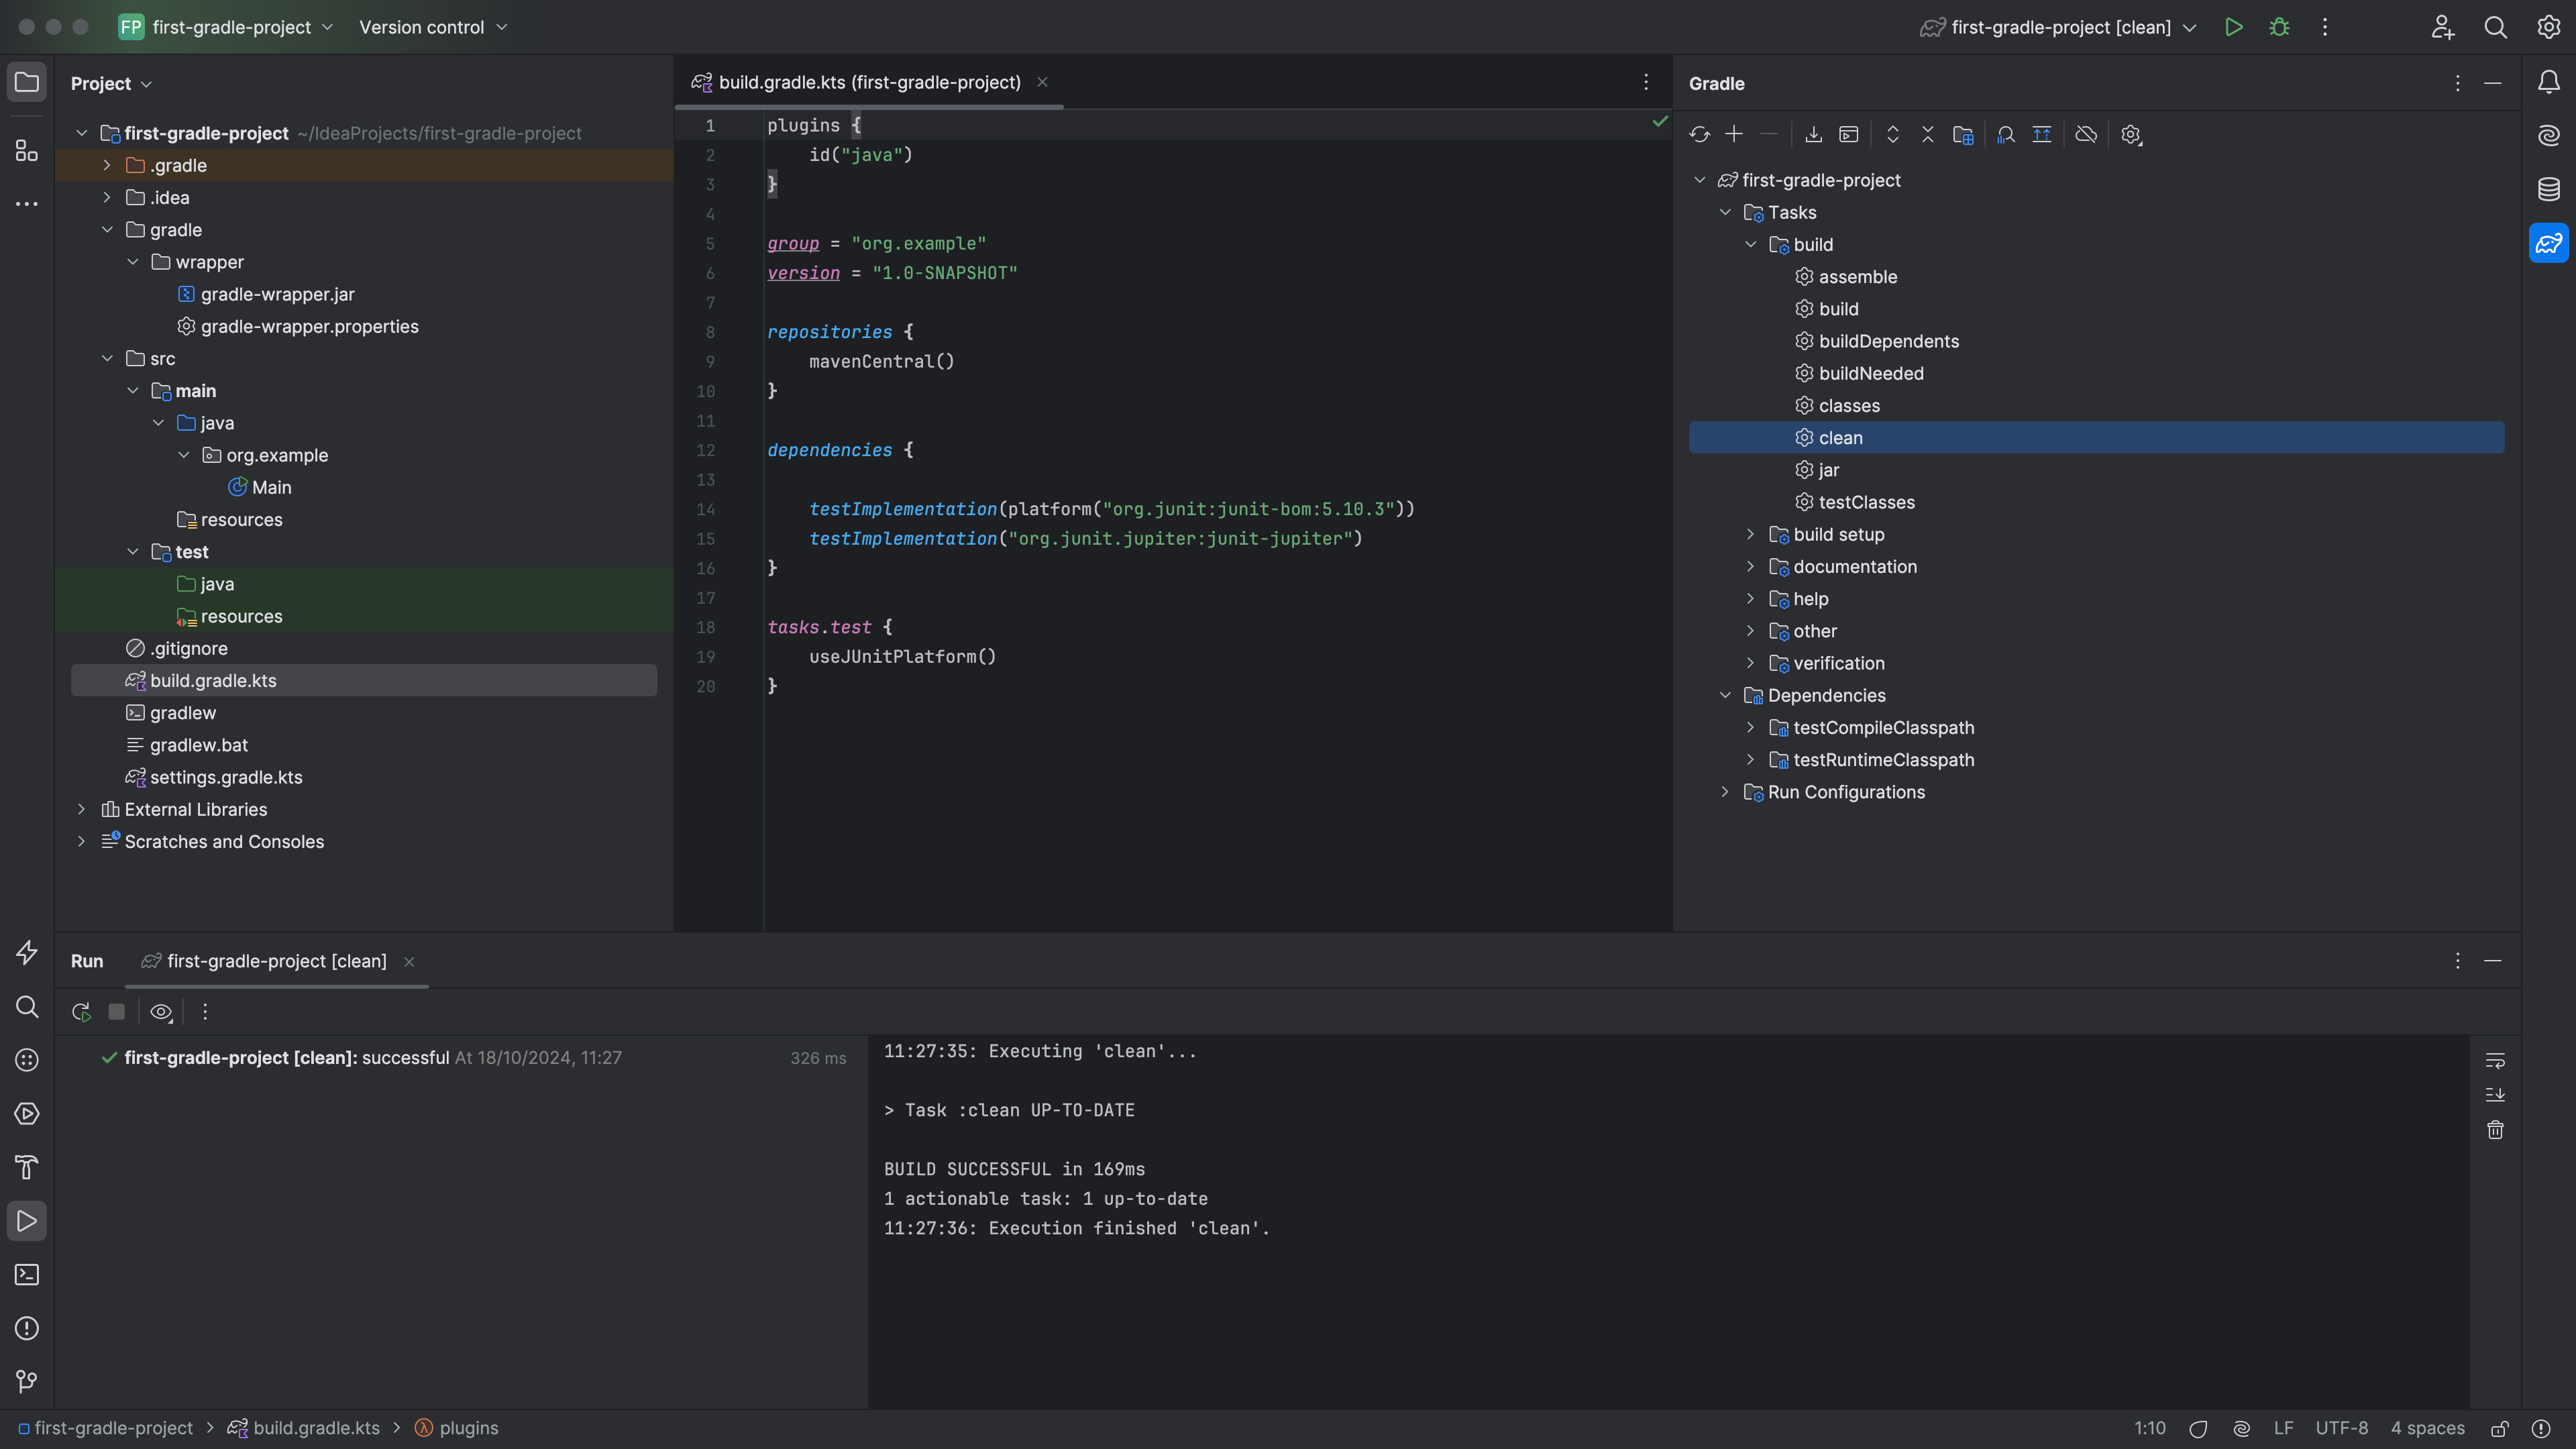 FP first-gradle-project Version control first-gradle-project [clean]
Project
first-gradle-project ~/IdeaProjects/first-gradle-project
.gradle
.idea
gradle
wrapper
gradle-wrapper.jar
gradle-wrapper.properties
src
main
java
org.example
Main
resources
test
java
resources
.gitignore
build.gradle.kts
gradlew
gradlew.bat
settings.gradle.kts
External Libraries
Scratches and Consoles
build.gradle.kts (first-gradle-project)
1 plugins {
2 id("java")
3 }
4
5 group = "org.example"
6 version = "1.0-SNAPSHOT"
7
8 repositories {
9 mavenCentral()
10 }
11
12 dependencies {
13
14 testImplementation(platform("org.junit:junit-bom:5.10.3"))
15 testImplementation("org.junit.jupiter:junit-jupiter")
16 }
17
18 tasks.test {
19 useJUnitPlatform()
20 }
Gradle
first-gradle-project
Tasks
build
assemble
build
buildDependents
buildNeeded
classes
clean
jar
testClasses
build setup
documentation
help
other
verification
Dependencies
testCompileClasspath
testRuntimeClasspath
Run Configurations
Run first-gradle-project [clean]
first-gradle-project [clean]: successful At 18/10/2024, 11:27 326 ms
11:27:35: Executing 'clean'...
> Task :clean UP-TO-DATE
BUILD SUCCESSFUL in 169ms
1 actionable task: 1 up-to-date
11:27:36: Execution finished 'clean'.
first-gradle-project > build.gradle.kts > plugins
1:10 LF UTF-8 4 spaces